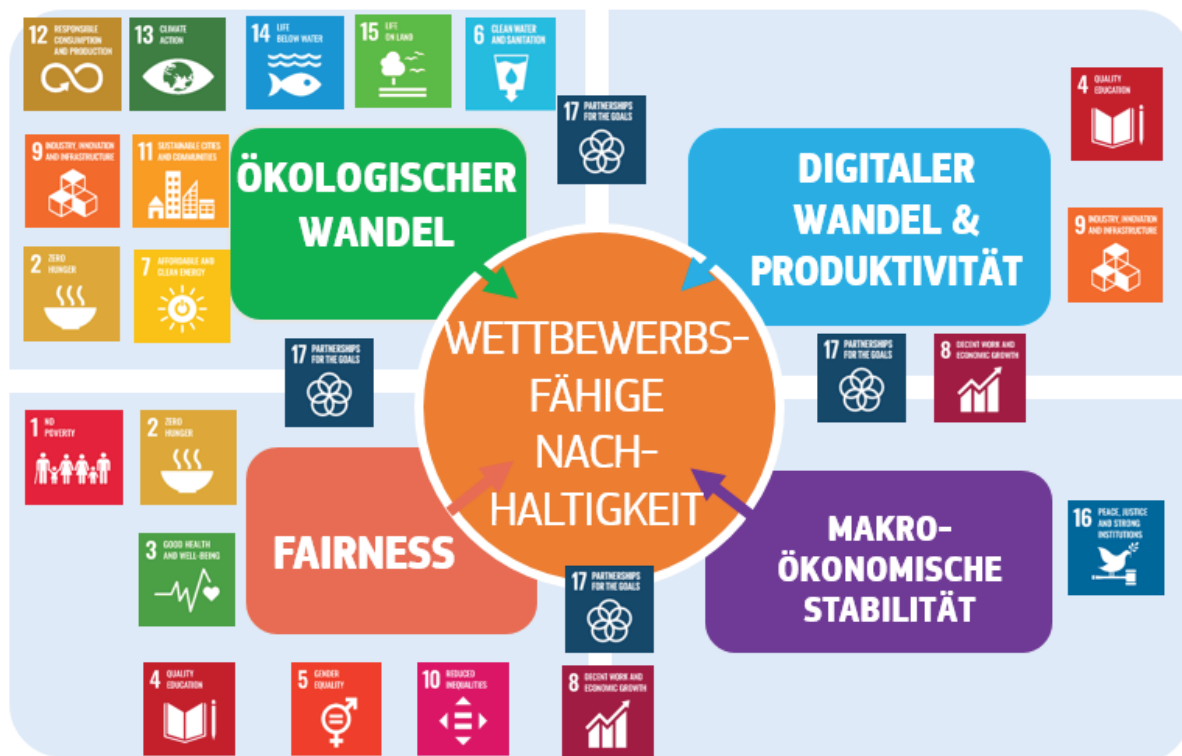 12 RESPONSIBLE
CONSUMPTION
AND PRODUCTION
13 CLIMATE
ACTION
14 LIFE
BELOW WATER
15 LIFE
ON LAND
6 CLEAN WATER
AND SANITATION
17 PARTNERSHIPS
FOR THE GOALS
4 QUALITY
EDUCATION
9 INDUSTRY, INNOVATION
AND INFRASTRUCTURE
11 SUSTAINABLE CITIES
AND COMMUNITIES
ÖKOLOGISCHER
WANDEL
DIGITALER
WANDEL &
PRODUKTIVITÄT
9 INDUSTRY, INNOVATION
AND INFRASTRUCTURE
2 ZERO
HUNGER
7 AFFORDABLE AND
CLEAN ENERGY
17 PARTNERSHIPS
FOR THE GOALS
WETTBEWERBS-
FÄHIGE
NACH-
HALTIGKEIT
17 PARTNERSHIPS
FOR THE GOALS
8 DECENT WORK AND
ECONOMIC GROWTH
1 NO
POVERTY
2 ZERO
HUNGER
3 GOOD HEALTH
AND WELL-BEING
FAIRNESS
MAKRO-
ÖKONOMISCHE
STABILITÄT
16 PEACE, JUSTICE
AND STRONG
INSTITUTIONS
17 PARTNERSHIPS
FOR THE GOALS
4 QUALITY
EDUCATION
5 GENDER
EQUALITY
10 REDUCED
INEQUALITIES
8 DECENT WORK AND
ECONOMIC GROWTH